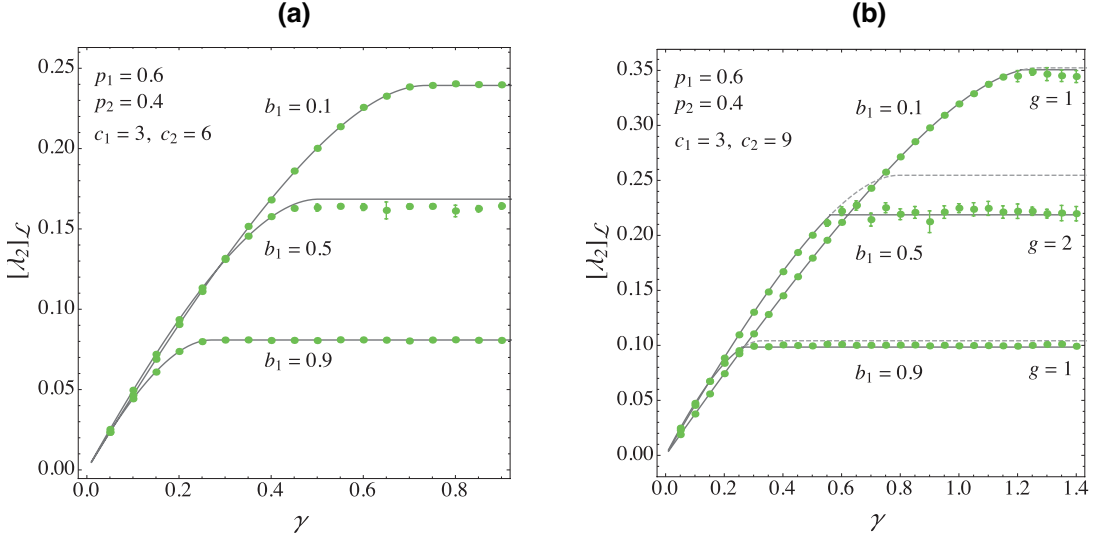 (a)
p₁ = 0.6
p₂ = 0.4
c₁ = 3, c₂ = 6
b₁ = 0.1
b₁ = 0.5
b₁ = 0.9
[λ₂]ℒ
0.25
0.20
0.15
0.10
0.05
0.00
0.0 0.2 0.4 0.6 0.8
γ
(b)
p₁ = 0.6
p₂ = 0.4
c₁ = 3, c₂ = 9
b₁ = 0.1
g = 1
b₁ = 0.5
g = 2
b₁ = 0.9
g = 1
[λ₂]ℒ
0.35
0.30
0.25
0.20
0.15
0.10
0.05
0.00
0.0 0.2 0.4 0.6 0.8 1.0 1.2 1.4
γ